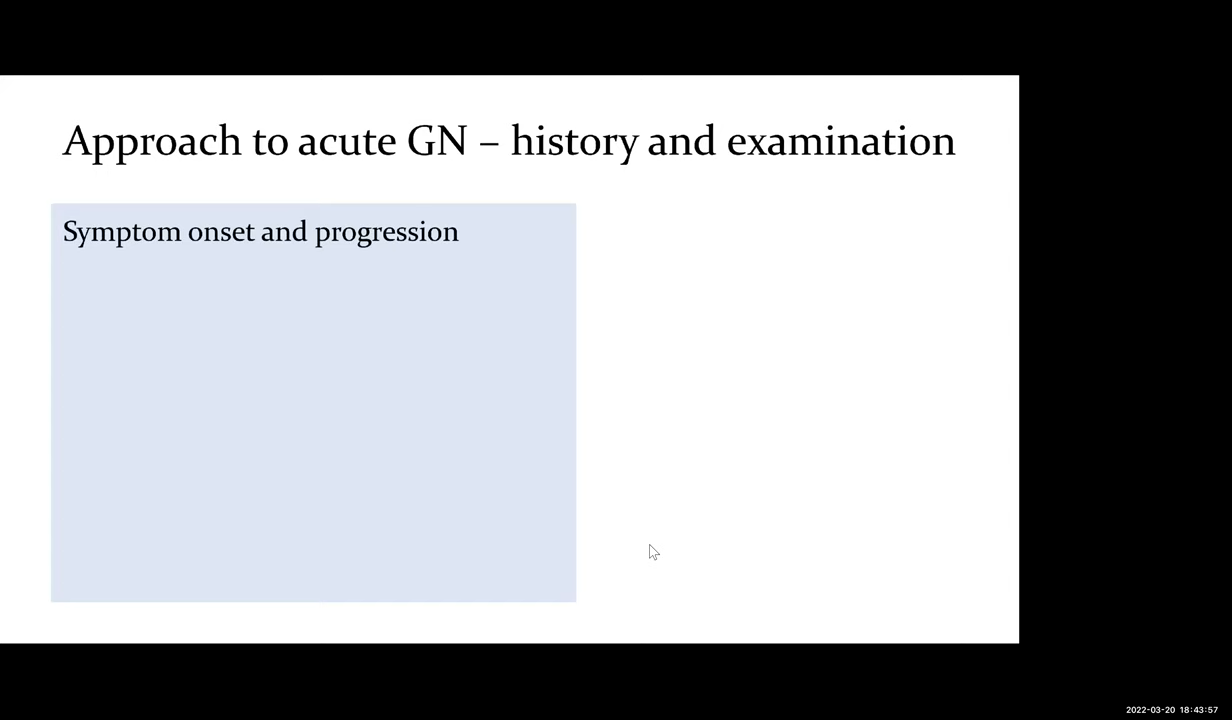 Approach to acute GN – history and examination
Symptom onset and progression
2022-03-20 18:43:57